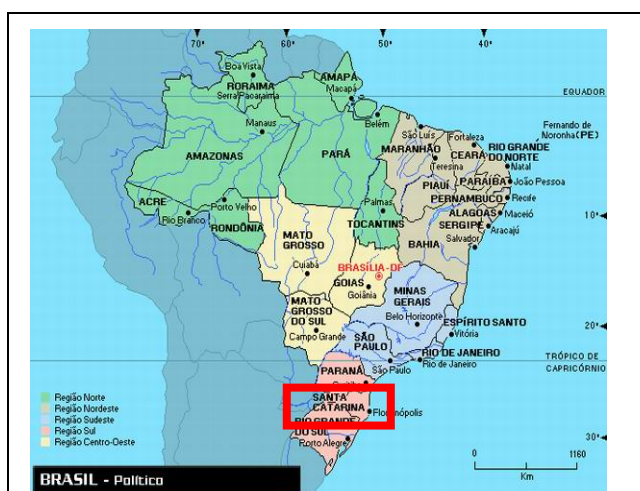 70°
60°
50°
40°
Boa Vista
RORAIMA
Serra Pacaraima
AMAPÁ
Macapá
EQUADOR
Manaus
Belém
São Luís
Fortaleza
Fernando de
Noronha(PE)
AMAZONAS
PARÁ
MARANHÃO
Teresina
CEARÁ
RIO GRANDE
DO NORTE
Natal
PIAUÍ
PARAÍBA
João Pessoa
PERNAMBUCO
Recife
ACRE
Rio Branco
Porto Velho
RONDÔNIA
Palmas
TOCANTINS
ALAGOAS
Maceió
SERGIPE
Aracajú
10°
MATO
GROSSO
Cuiabá
BAHIA
Salvador
BRASÍLIA-DF
GOIAS
Goiânia
MINAS
GERAIS
Belo Horizonte
MATO
GROSSO
DO SUL
Campo Grande
ESPÍRITO SANTO
Vitória
20°
SÃO
PAULO
São Paulo
RIO DE JANEIRO
Rio de Janeiro
TRÓPICO DE
CAPRICÓRNIO
PARANÁ
SANTA
CATARINA
RIO GRANDE
DO SUL
Porto Alegre
30°
Região Norte
Região Nordeste
Região Sudeste
Região Sul
Região Centro-Oeste
0
1160
Km
BRASIL - Político